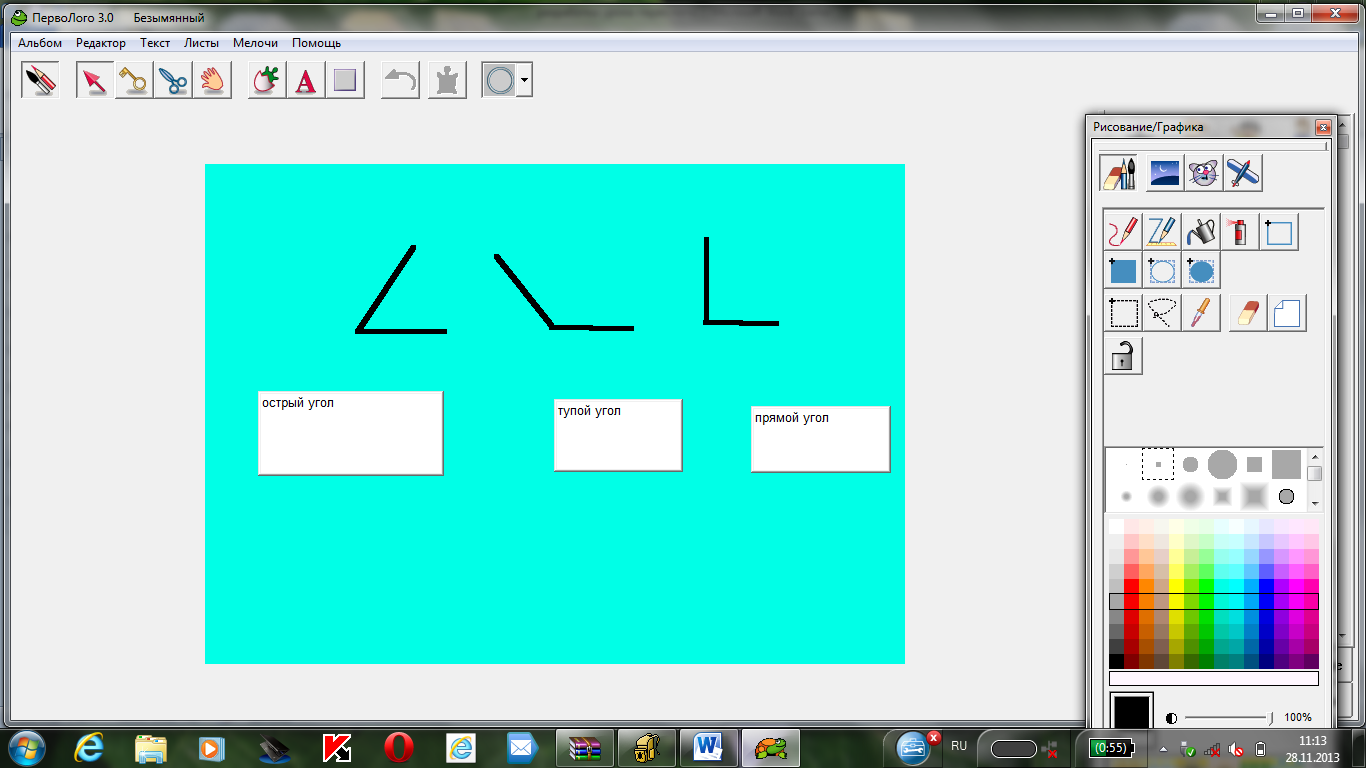 ПервоЛого 3.0 Безымянный
Альбом Редактор Текст Листы Мелочи Помощь
Рисование/Графика
острый угол
тупой угол
прямой угол
100%
RU
(0:55)
11:13
28.11.2013